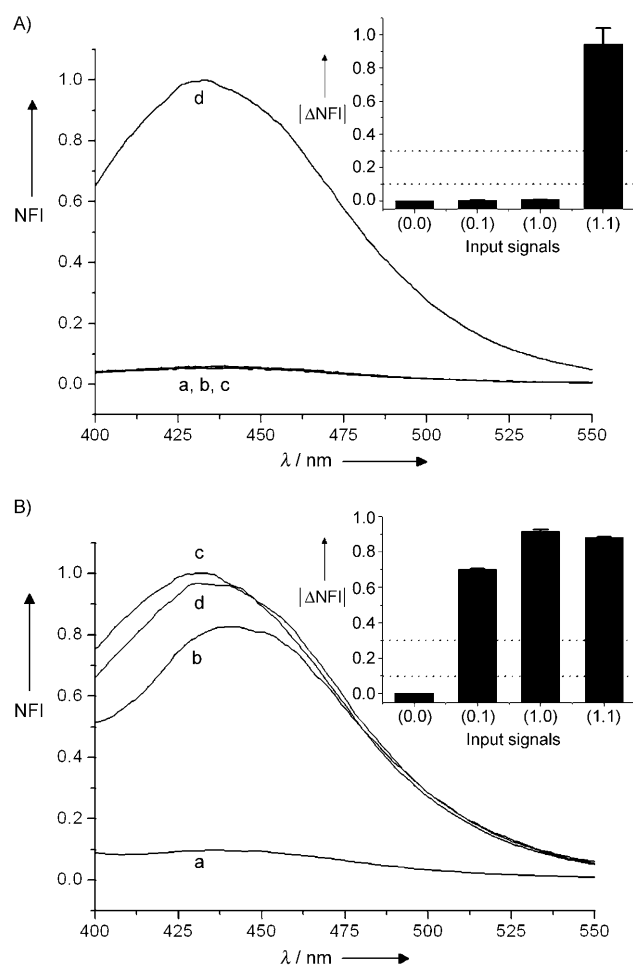 A)
NFI
1.0
0.8
0.6
0.4
0.2
0.0
d
a, b, c
400 425 450 475 500 525 550
λ / nm
|ΔNFI|
1.0
0.8
0.6
0.4
0.2
0.0
(0.0) (0.1) (1.0) (1.1)
Input signals
B)
NFI
1.0
0.8
0.6
0.4
0.2
0.0
c
d
b
a
400 425 450 475 500 525 550
λ / nm
|ΔNFI|
1.0
0.8
0.6
0.4
0.2
0.0
(0.0) (0.1) (1.0) (1.1)
Input signals